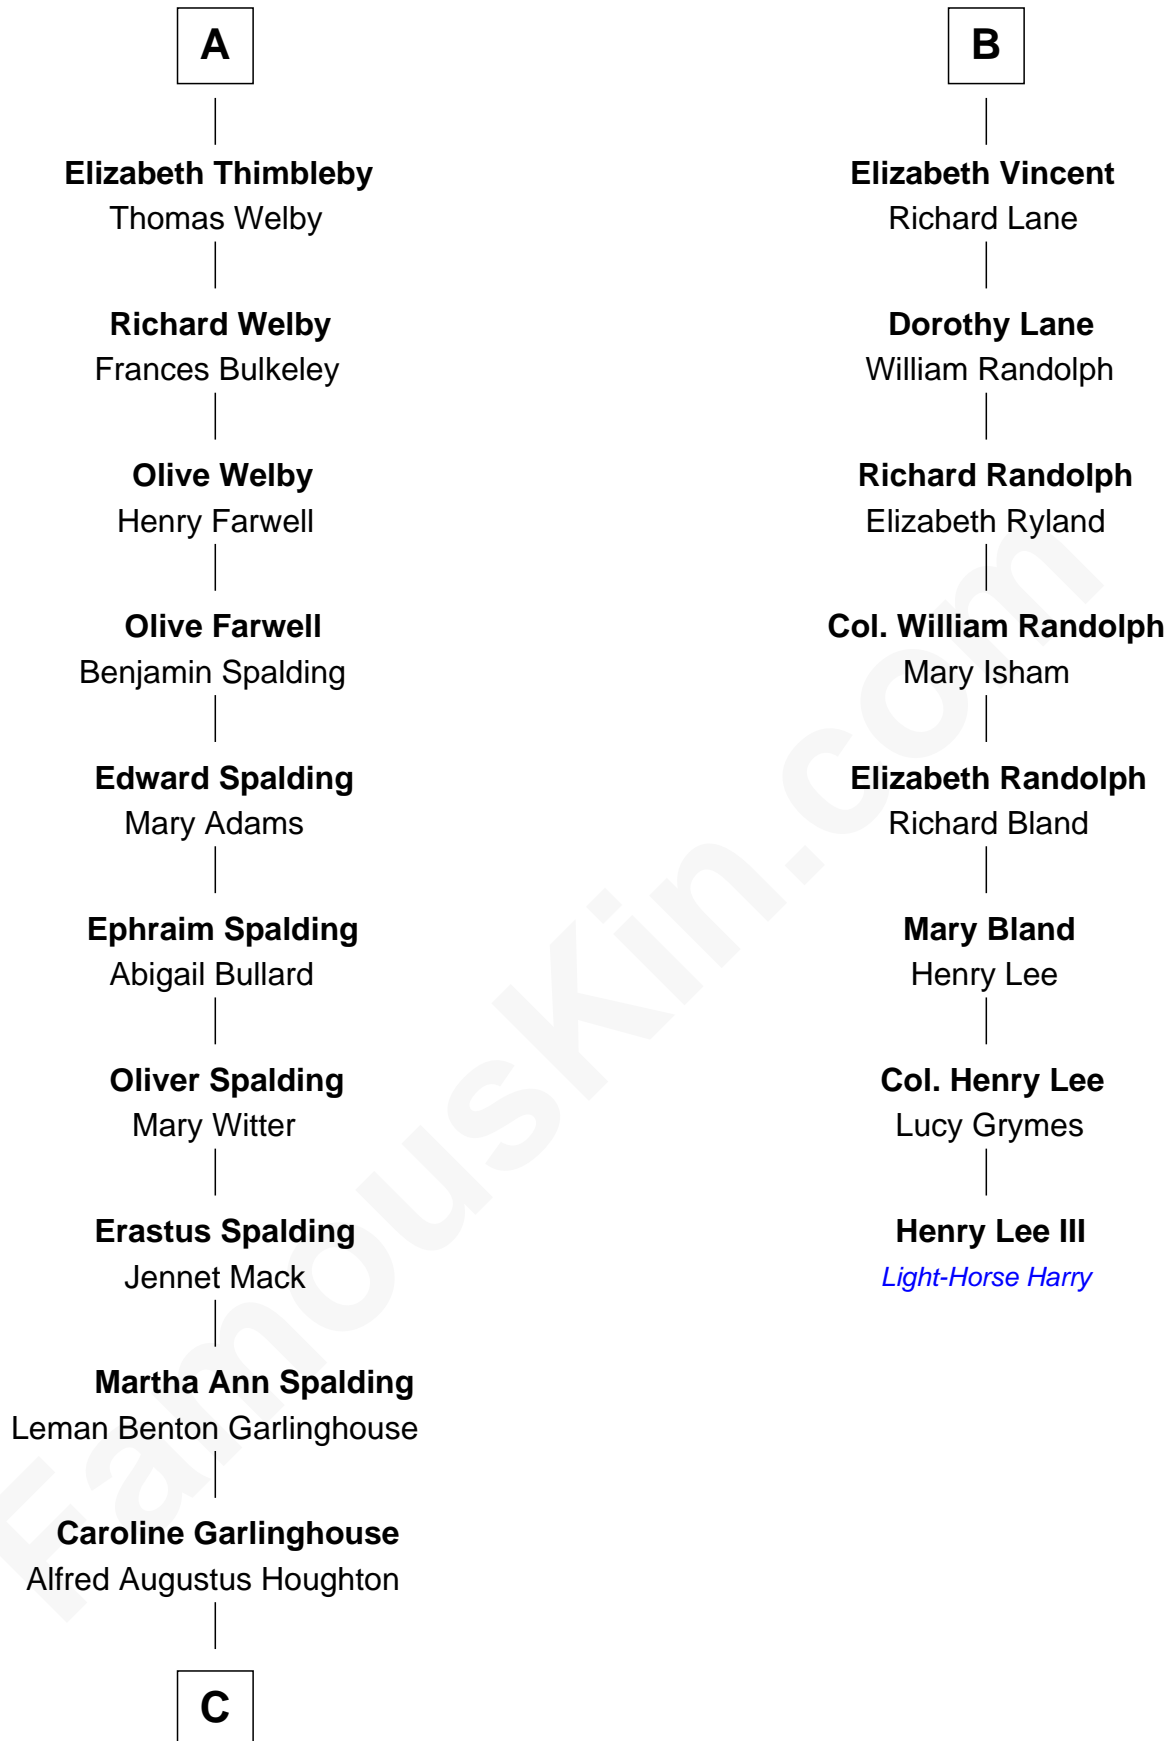 A
Elizabeth Thimbleby
Thomas Welby
Richard Welby
Frances Bulkeley
Olive Welby
Henry Farwell
Olive Farwell
Benjamin Spalding
Edward Spalding
Mary Adams
Ephraim Spalding
Abigail Bullard
Oliver Spalding
Mary Witter
Erastus Spalding
Jennet Mack
Martha Ann Spalding
Leman Benton Garlinghouse
Caroline Garlinghouse
Alfred Augustus Houghton
C
B
Elizabeth Vincent
Richard Lane
Dorothy Lane
William Randolph
Richard Randolph
Elizabeth Ryland
Col. William Randolph
Mary Isham
Elizabeth Randolph
Richard Bland
Mary Bland
Henry Lee
Col. Henry Lee
Lucy Grymes
Henry Lee III
Light-Horse Harry
FamousKin.com